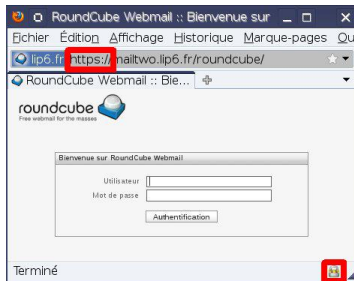 RoundCube Webmail :: Bienvenue sur
Fichier Édition Affichage Historique Marque-pages Qu
lip6.fr https://mailtwo.lip6.fr/roundcube/
RoundCube Webmail :: Bie...
roundcube
Free webmail for the masses
Bienvenue sur RoundCube Webmail
Utilisateur
Mot de passe
Authentification
Terminé